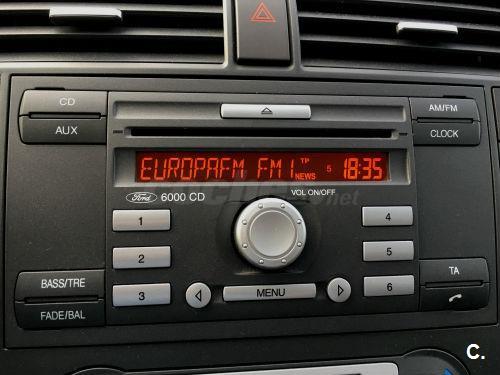 CD
AUX
AM/FM
CLOCK
EUROPAFM FM1 TP NEWS 5 18:35
Ford 6000 CD
VOL ON/OFF
1
2
3
4
5
6
BASS/TRE
FADE/BAL
MENU
TA
C.